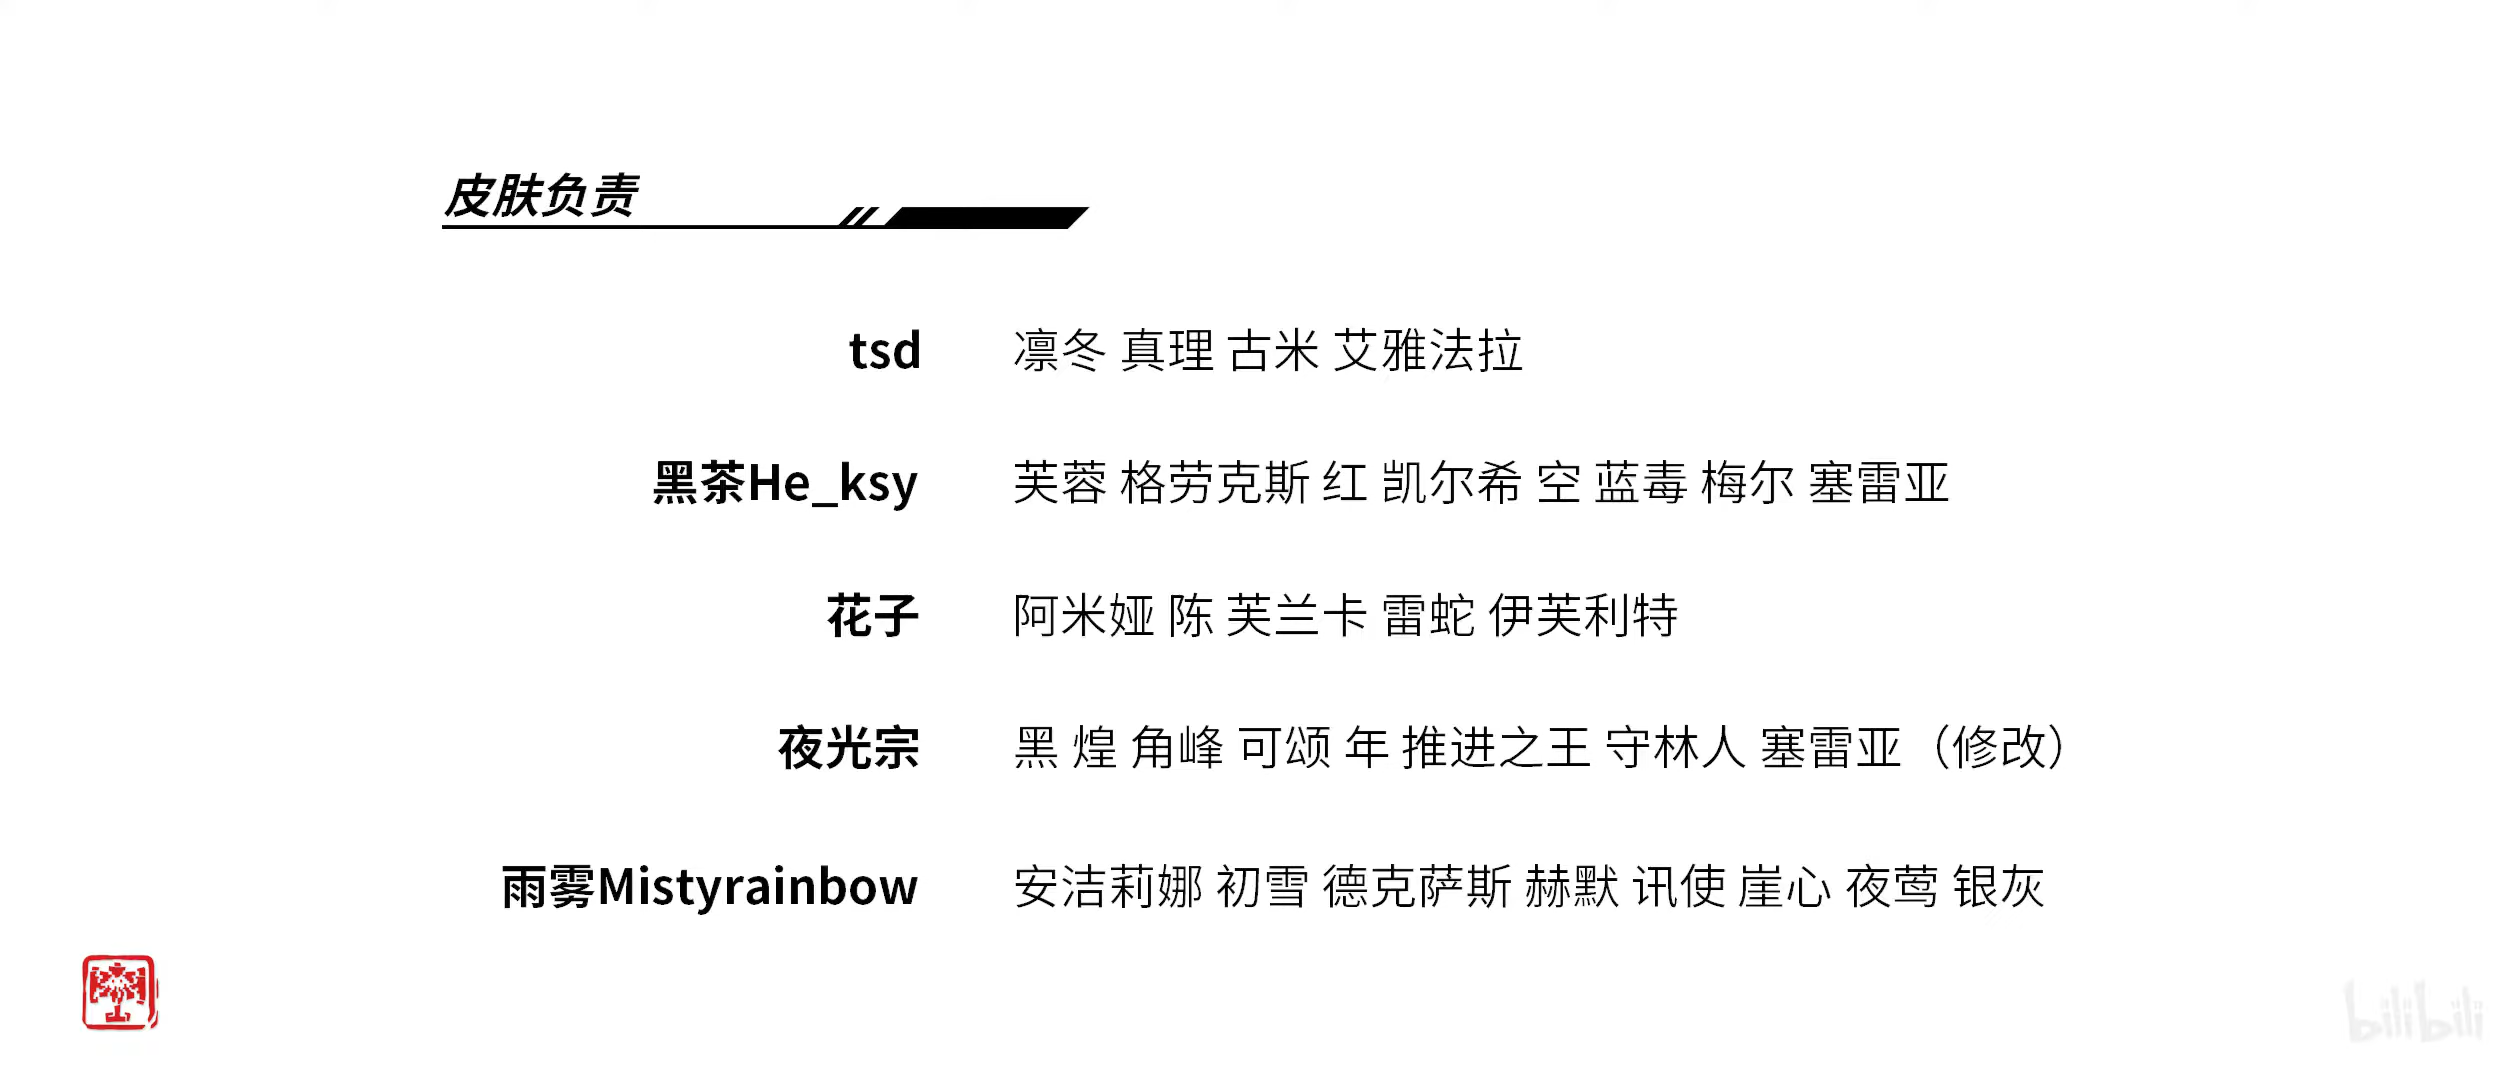 皮肤负责
tsd 凛冬 真理 古米 艾雅法拉
黑茶He_ksy 芙蓉 格劳克斯 红 凯尔希 空 蓝毒 梅尔 塞雷亚
花子 阿米娅 陈 芙兰卡 雷蛇 伊芙利特
夜光宗 黑 煌 角峰 可颂 年 推进之王 守林人 塞雷亚（修改）
雨雾Mistyrainbow 安洁莉娜 初雪 德克萨斯 赫默 讯使 崖心 夜莺 银灰
bilibili